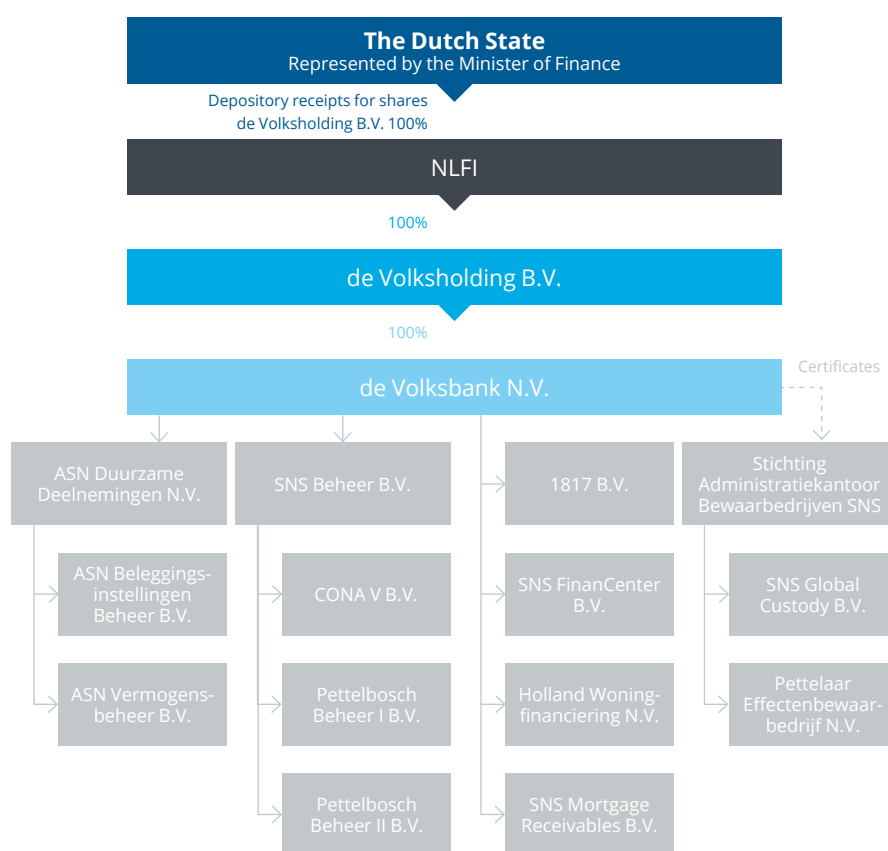 The Dutch State
Represented by the Minister of Finance
Depository receipts for shares
de Volksholding B.V. 100%
NLFI
100%
de Volksholding B.V.
100%
de Volksbank N.V.
Certificates
ASN Duurzame
Deelnemingen N.V.
SNS Beheer B.V.
1817 B.V.
Stichting
Administratiekantoor
Bewaarbedrijven SNS
ASN Beleggings-
instellingen
Beheer B.V.
CONA V B.V.
SNS FinanCenter
B.V.
SNS Global
Custody B.V.
ASN Vermogens-
beheer B.V.
Pettelbosch
Beheer I B.V.
Holland Woning-
financiering N.V.
Pettelaar
Effectenbewaar-
bedrijf N.V.
Pettelbosch
Beheer II B.V.
SNS Mortgage
Receivables B.V.